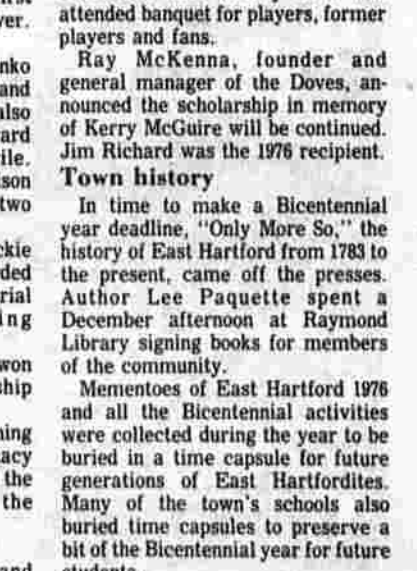 attended banquet for players, former
players and fans.
Ray McKenna, founder and
general manager of the Doves, an-
nounced the scholarship in memory
of Kerry McGuire will be continued.
Jim Richard was the 1976 recipient.
Town history
In time to make a Bicentennial
year deadline, "Only More So," the
history of East Hartford from 1783 to
the present, came off the presses.
Author Lee Paquette spent a
December afternoon at Raymond
Library signing books for members
of the community.
Mementoes of East Hartford 1976
and all the Bicentennial activities
were collected during the year to be
buried in a time capsule for future
generations of East Hartfordites.
Many of the town's schools also
buried time capsules to preserve a
bit of the Bicentennial year for future